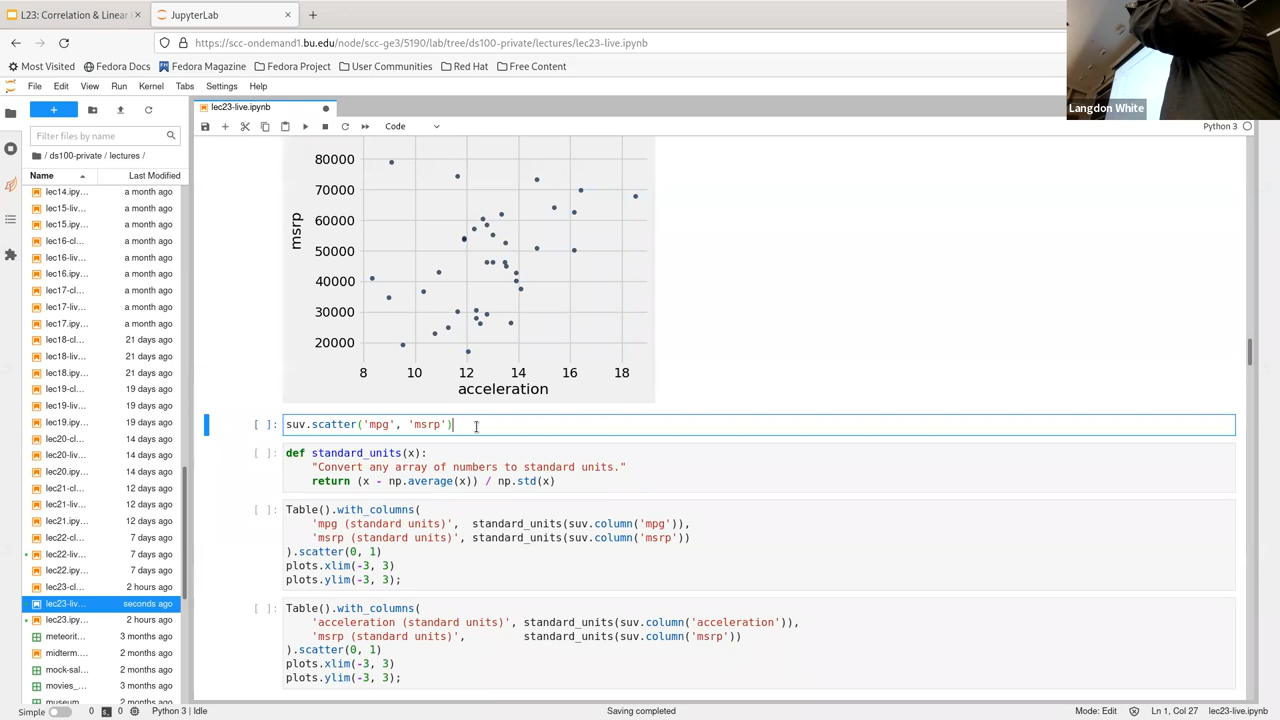 L23: Correlation & Linear
JupyterLab
https://scc-ondemand1.bu.edu/node/scc-ge3/5190/lab/tree/ds100-private/lectures/lec23-live.ipynb
Most Visited Fedora Docs Fedora Magazine Fedora Project User Communities Red Hat Free Content
Langdon White
File Edit View Run Kernel Tabs Settings Help
lec23-live.ipynb
Code
Python 3
Filter files by name
/ ds100-private / lectures /
Name Last Modified
lec14.ipy... a month ago
lec15-liv... a month ago
lec15.ipy... a month ago
lec16-cl... a month ago
lec16-liv... a month ago
lec16.ipy... a month ago
lec17-cl... a month ago
lec17-liv... a month ago
lec17.ipy... a month ago
lec18-cl... 21 days ago
lec18-liv... 21 days ago
lec18.ipy... 21 days ago
lec19-cl... 19 days ago
lec19-liv... 19 days ago
lec19.ipy... 19 days ago
lec20-cl... 14 days ago
lec20-liv... 14 days ago
lec20.ipy... 14 days ago
lec21-cl... 12 days ago
lec21-liv... 12 days ago
lec21.ipy... 12 days ago
lec22-cl... 7 days ago
lec22-liv... 7 days ago
lec22.ipy... 7 days ago
lec23-cl... 2 hours ago
lec23-liv... seconds ago
lec23.ipy... 2 hours ago
meteorit... 3 months ago
midterm.... 2 months ago
mock-sal... 2 months ago
movies_... 3 months ago
museum 2 months ago
80000
70000
60000
50000
40000
30000
20000
msrp
8 10 12 14 16 18
acceleration
[ ]: suv.scatter('mpg', 'msrp')
[ ]: def standard_units(x):
"Convert any array of numbers to standard units."
return (x - np.average(x)) / np.std(x)
[ ]: Table().with_columns(
'mpg (standard units)', standard_units(suv.column('mpg')),
'msrp (standard units)', standard_units(suv.column('msrp'))
).scatter(0, 1)
plots.xlim(-3, 3)
plots.ylim(-3, 3);
[ ]: Table().with_columns(
'acceleration (standard units)', standard_units(suv.column('acceleration')),
'msrp (standard units)', standard_units(suv.column('msrp'))
).scatter(0, 1)
plots.xlim(-3, 3)
plots.ylim(-3, 3);
Simple 0 0 Python 3 | Idle Saving completed Mode: Edit Ln 1, Col 27 lec23-live.ipynb